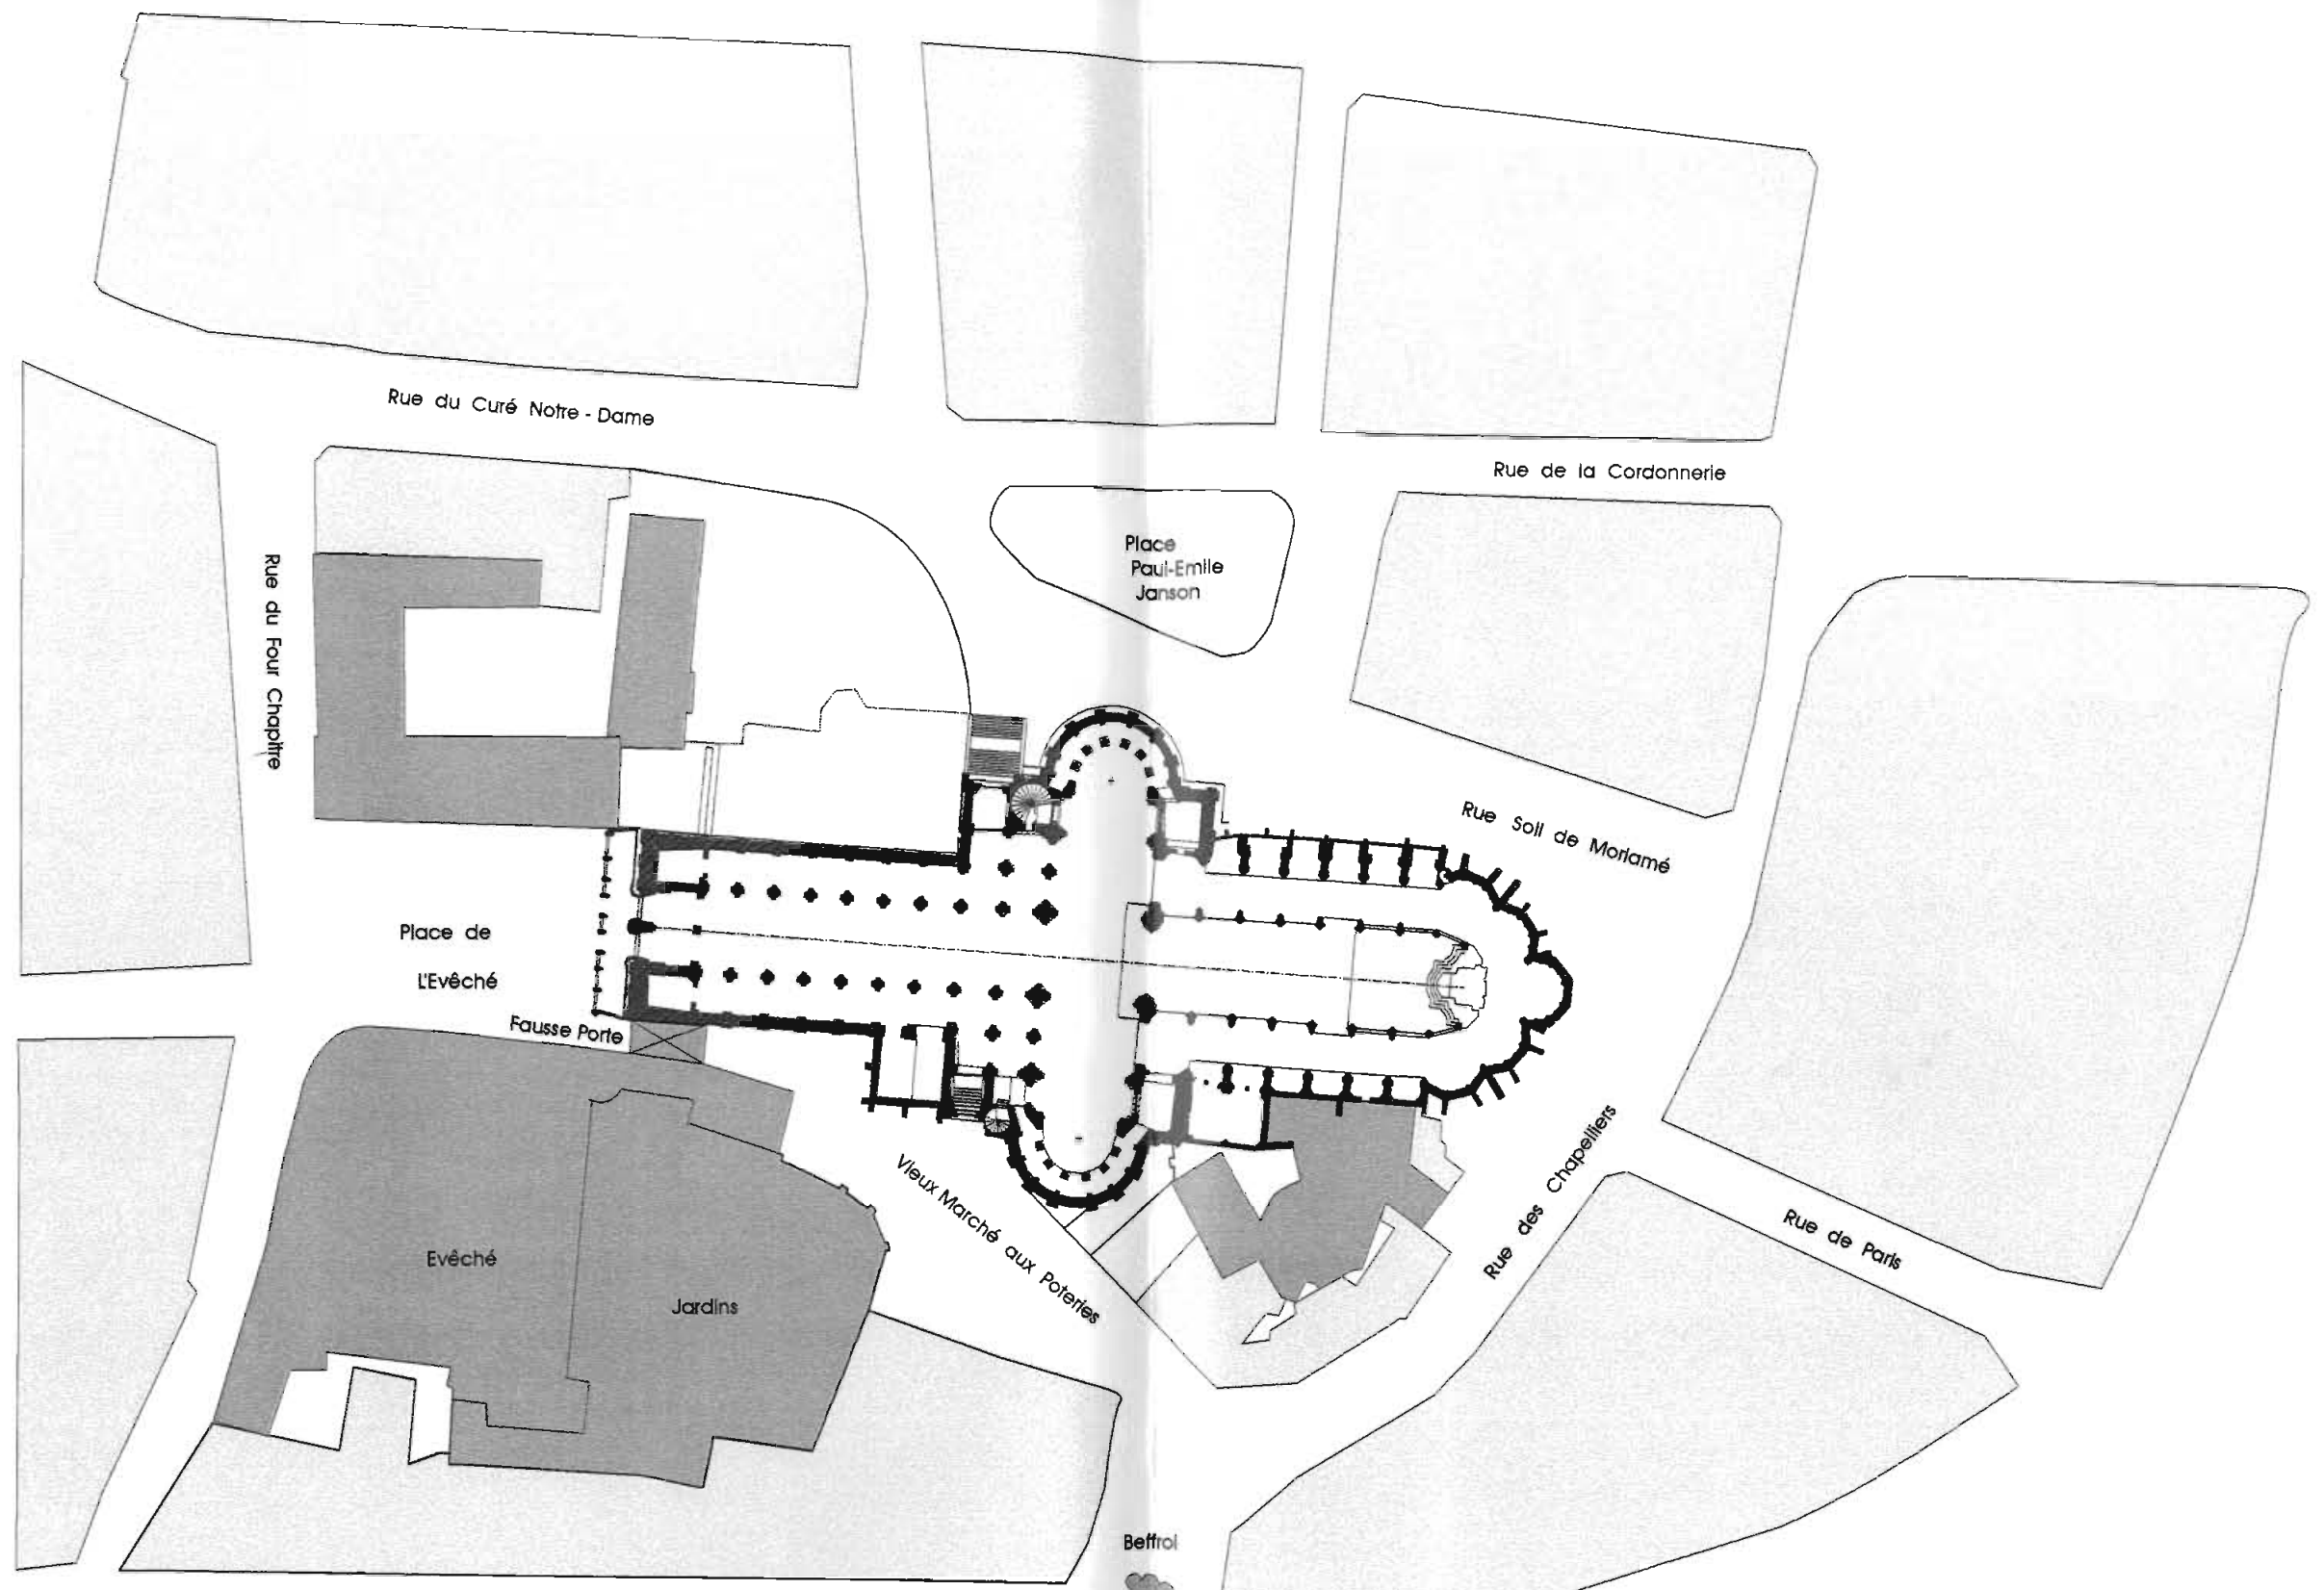 Rue du Curé Notre - Dame
Rue de la Cordonnerie
Place
Paul-Emile
Janson
Rue du Four Chapitre
Rue Soil de Moriamé
Place de
L'Evêché
Fausse Porte
Vieux Marché aux Poteries
Rue des Chapelliers
Rue de Paris
Evêché
Jardins
Beffroi